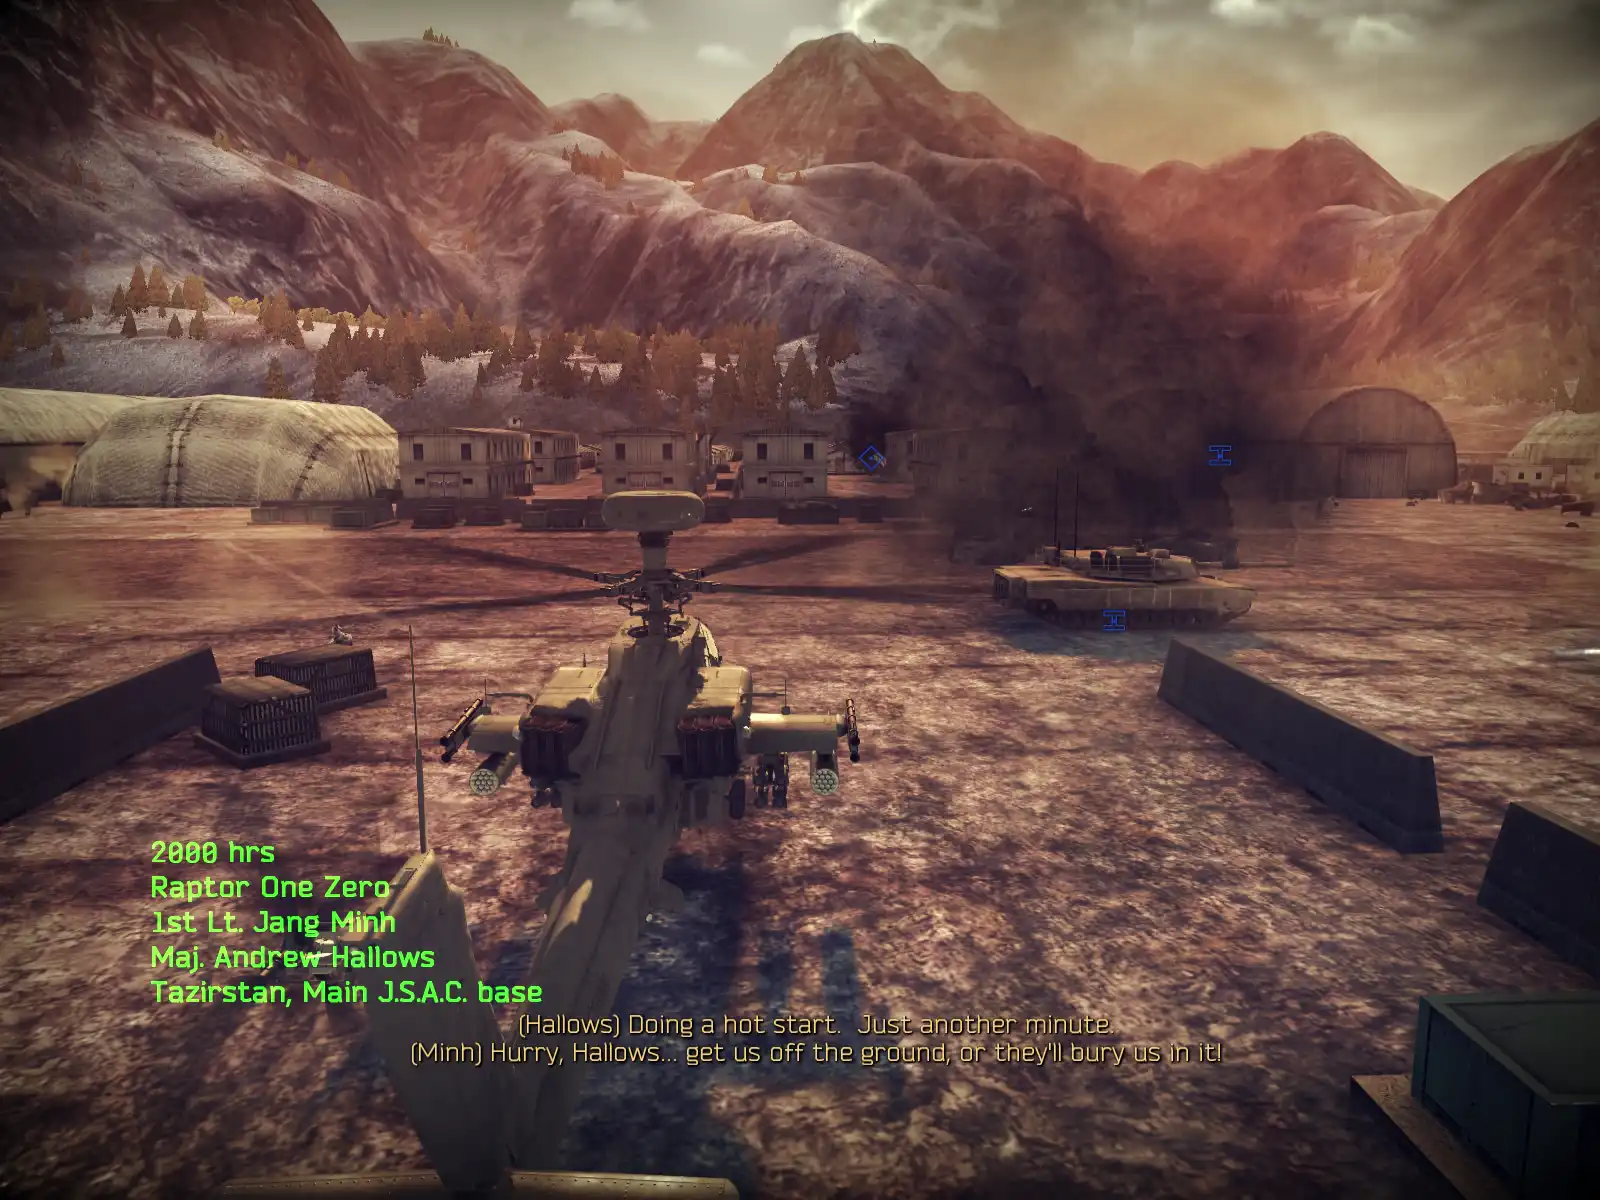 2000 hrs
Raptor One Zero
1st Lt. Jang Minh
Maj. Andrew Hallows
Tazirstan, Main J.S.A.C. base
(Hallows) Doing a hot start.  Just another minute.
(Minh) Hurry, Hallows... get us off the ground, or they'll bury us in it!